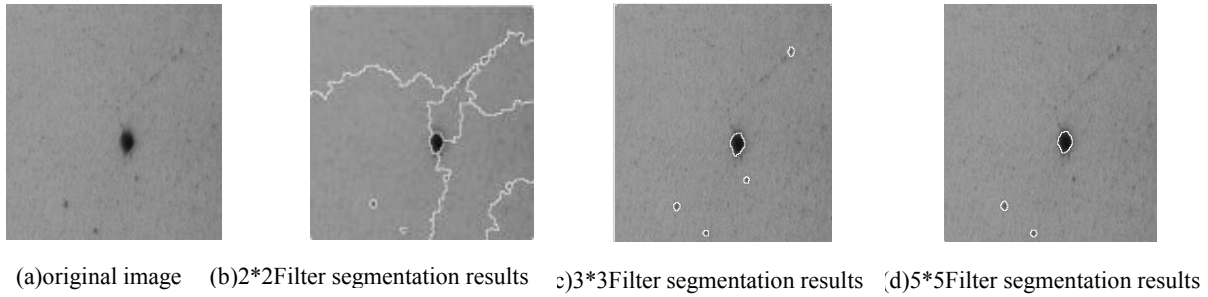 (a)original image (b)2*2Filter segmentation results c)3*3Filter segmentation results (d)5*5Filter segmentation results